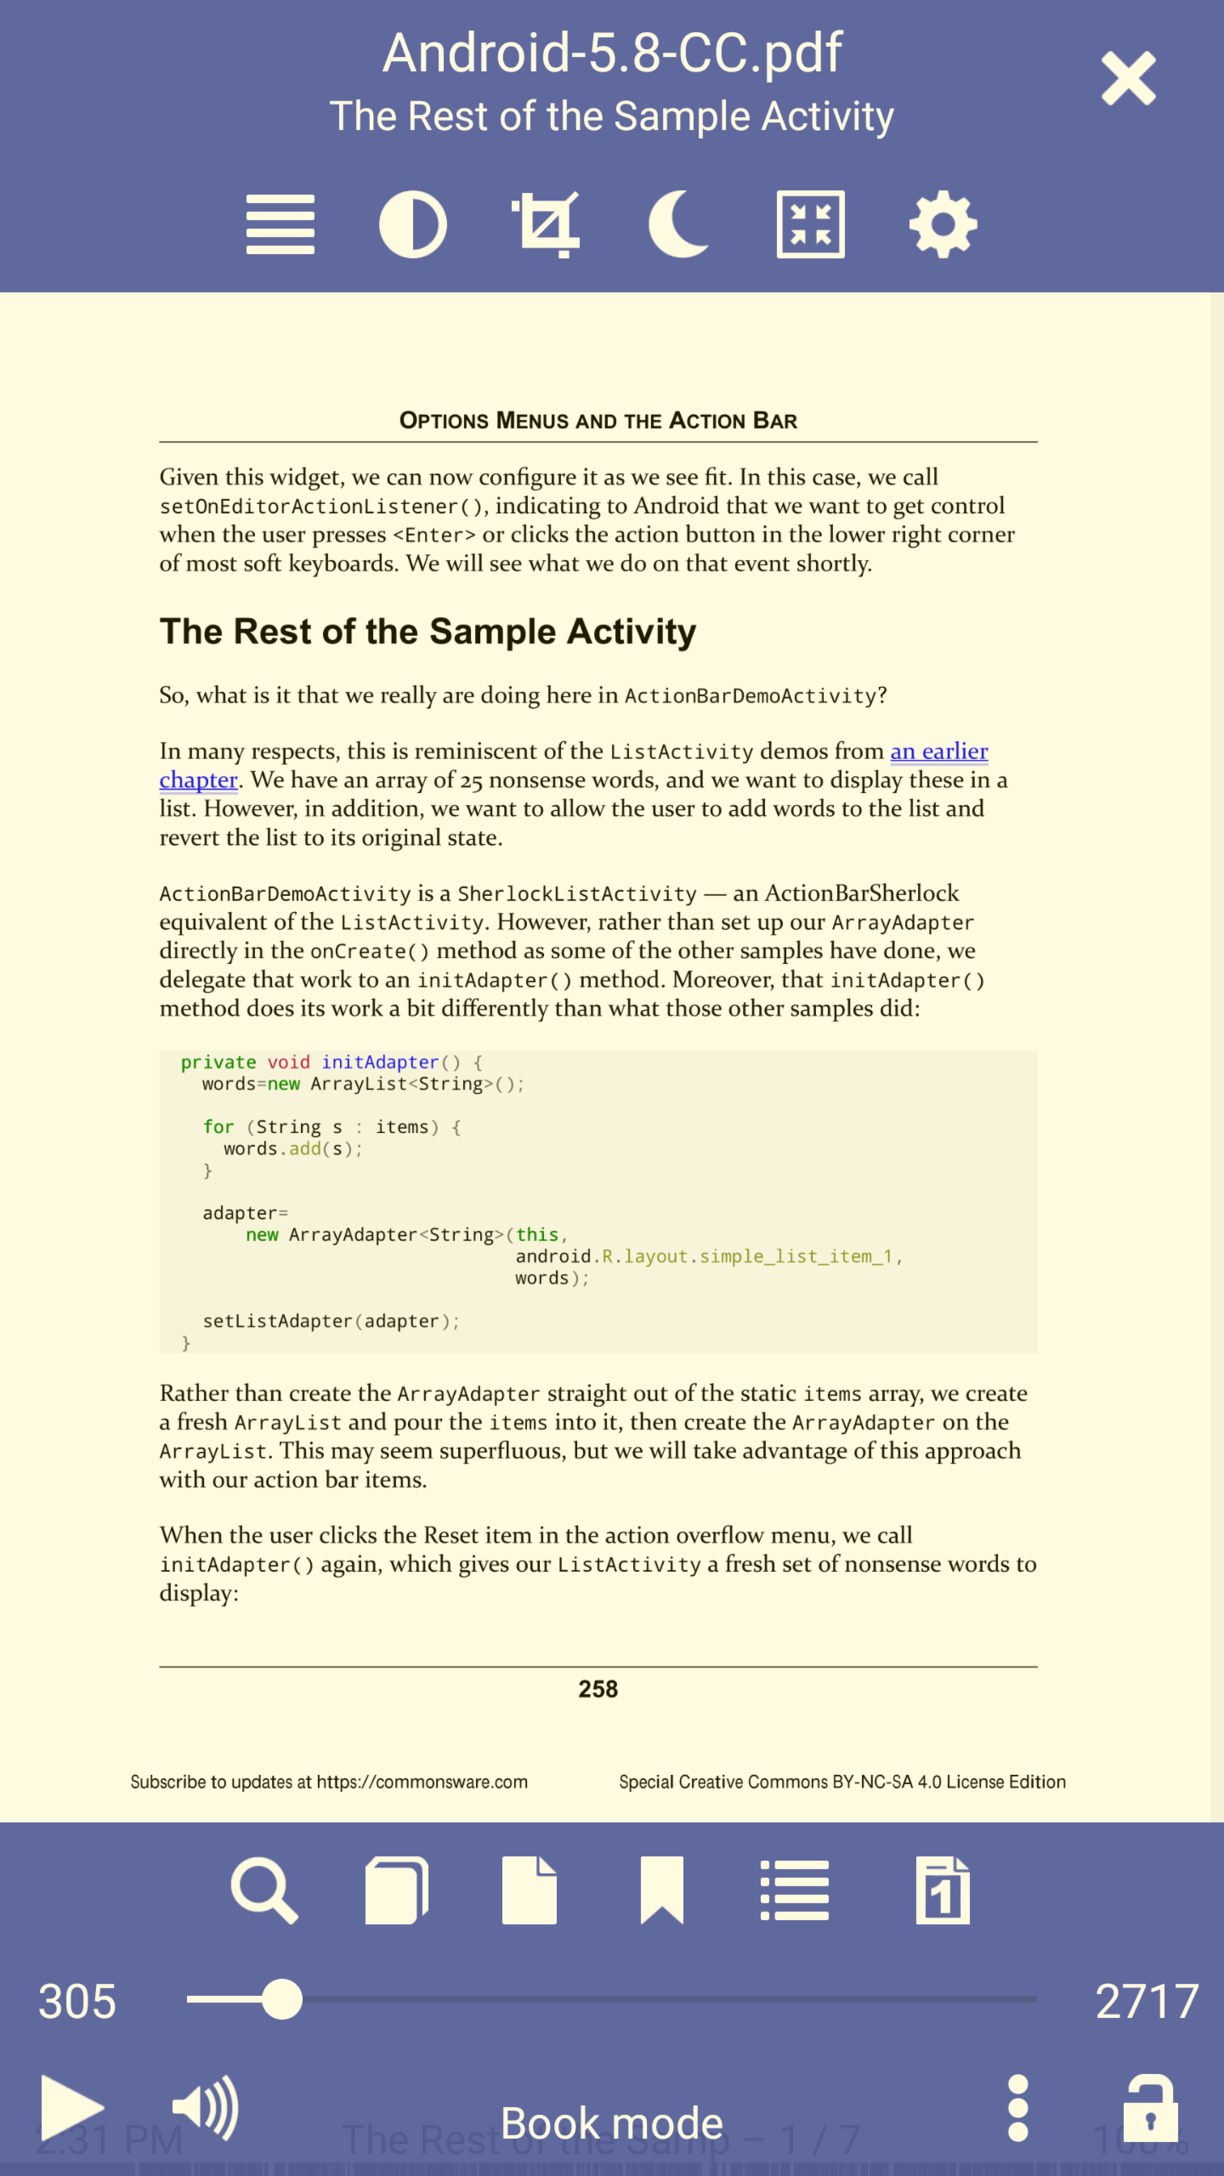 Android-5.8-CC.pdf
The Rest of the Sample Activity
OPTIONS MENUS AND THE ACTION BAR
Given this widget, we can now configure it as we see fit. In this case, we call
setOnEditorActionListener(), indicating to Android that we want to get control
when the user presses <Enter> or clicks the action button in the lower right corner
of most soft keyboards. We will see what we do on that event shortly.
The Rest of the Sample Activity
So, what is it that we really are doing here in ActionBarDemoActivity?
In many respects, this is reminiscent of the ListActivity demos from an earlier
chapter. We have an array of 25 nonsense words, and we want to display these in a
list. However, in addition, we want to allow the user to add words to the list and
revert the list to its original state.
ActionBarDemoActivity is a SherlockListActivity — an ActionBarSherlock
equivalent of the ListActivity. However, rather than set up our ArrayAdapter
directly in the onCreate() method as some of the other samples have done, we
delegate that work to an initAdapter() method. Moreover, that initAdapter()
method does its work a bit differently than what those other samples did:
private void initAdapter() {
words=new ArrayList<String>();
for (String s : items) {
words.add(s);
}
adapter=
new ArrayAdapter<String>(this,
android.R.layout.simple_list_item_1,
words);
setListAdapter(adapter);
}
Rather than create the ArrayAdapter straight out of the static items array, we create
a fresh ArrayList and pour the items into it, then create the ArrayAdapter on the
ArrayList. This may seem superfluous, but we will take advantage of this approach
with our action bar items.
When the user clicks the Reset item in the action overflow menu, we call
initAdapter() again, which gives our ListActivity a fresh set of nonsense words to
display:
258
Subscribe to updates at https://commonsware.com Special Creative Commons BY-NC-SA 4.0 License Edition
1
305 2717
Book mode
2:31 PM The Rest of the Samp – 1 / 7 100%